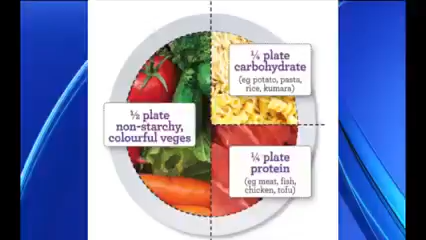 ¼ plate
carbohydrate
(eg potato, pasta,
rice, kumara)
½ plate
non-starchy,
colourful veges
¼ plate
protein
(eg meat, fish,
chicken, tofu)